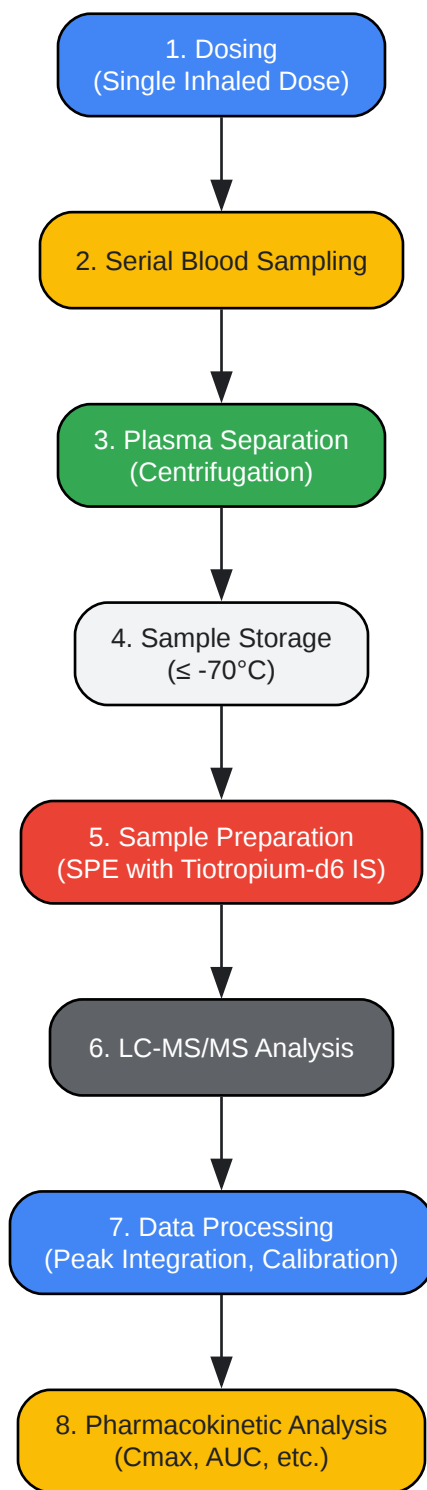 1. Dosing
(Single Inhaled Dose)
2. Serial Blood Sampling
3. Plasma Separation
(Centrifugation)
4. Sample Storage
(≤ -70°C)
5. Sample Preparation
(SPE with Tiotropium-d6 IS)
6. LC-MS/MS Analysis
7. Data Processing
(Peak Integration, Calibration)
8. Pharmacokinetic Analysis
(Cmax, AUC, etc.)